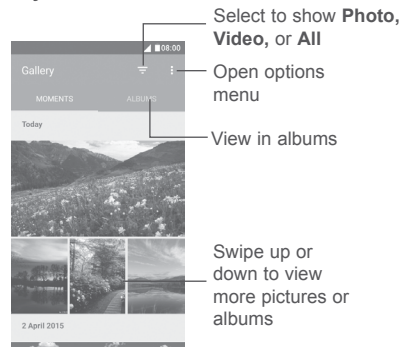 Select to show Photo,
Video, or All
08:00
Gallery
Open options
menu
MOMENTS ALBUMS
Today
View in albums
Swipe up or
down to view
more pictures or
albums
2 April 2015